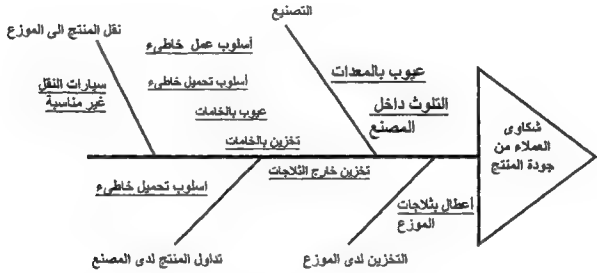 التصنيع
نقل المنتج الى الموزع
أسلوب عمل خاطىء
سيارات النقل
غير مناسبة
أسلوب تحميل خاطىء
عيوب بالخامات
تخزين بالخامات
عيوب بالمعدات
التلوث داخل
المصنع
شكاوى
العملاء من
جودة المنتج
تخزين خارج الثلاجات
اسلوب تحميل خاطىء
أعطال بثلاجات
الموزع
تداول المنتج لدى المصنع
التخزين لدى الموزع